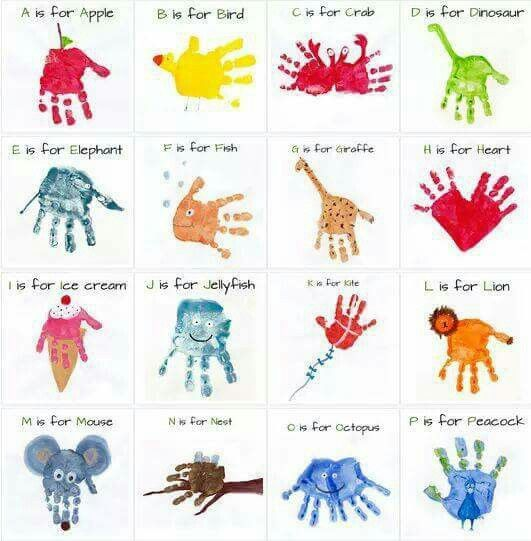 A is for Apple
B is for Bird
C is for Crab
D is for Dinosaur
E is for Elephant
F is for Fish
G is for Giraffe
H is for Heart
I is for Ice cream
J is for Jellyfish
K is for Kite
L is for Lion
M is for Mouse
N is for Nest
O is for Octopus
P is for Peacock